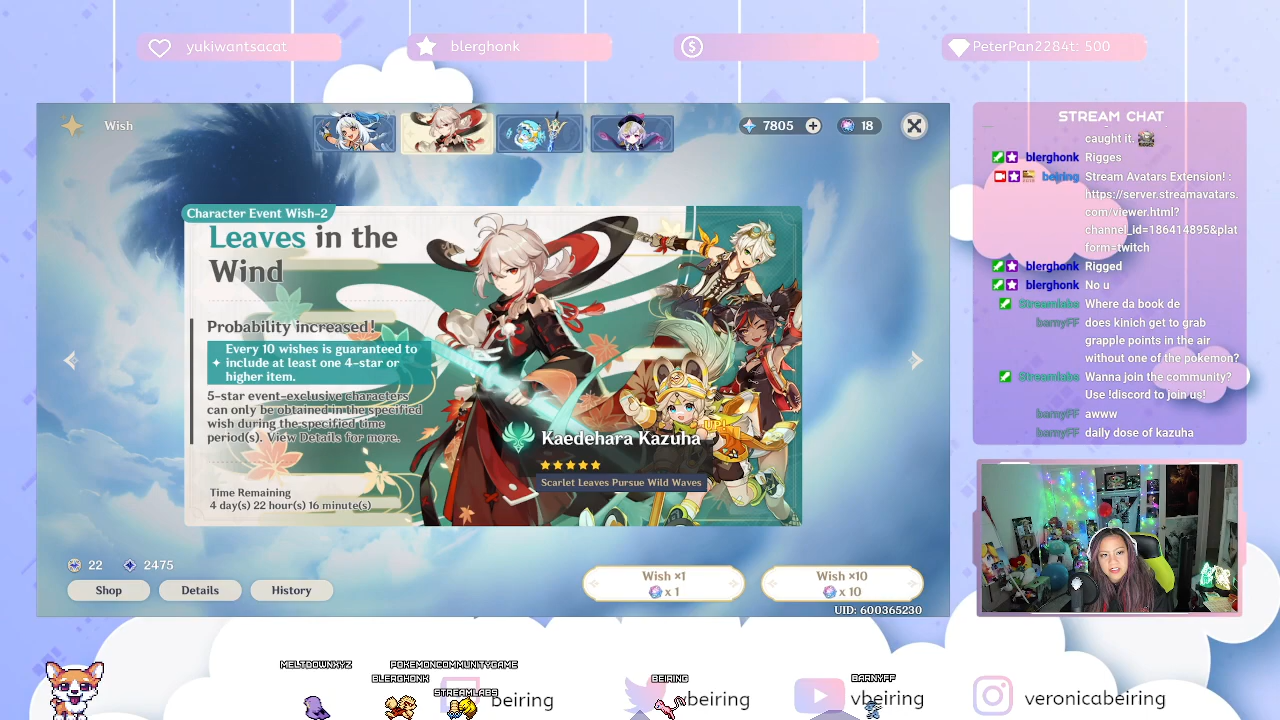 yukiwantsacat
blerghonk
PeterPan2284t: 500
Wish
7805
18
Character Event Wish-2
Leaves in the
Wind
Probability increased!
Every 10 wishes is guaranteed to
include at least one 4-star or
higher item.
5-star event-exclusive characters
can only be obtained in the specified
wish during the specified time
period(s). View Details for more.
Time Remaining
4 day(s) 22 hour(s) 16 minute(s)
UP!
Kaedehara Kazuha
Scarlet Leaves Pursue Wild Waves
22
2475
Shop
Details
History
Wish ×1
x 1
Wish ×10
x 10
UID: 600365230
STREAM CHAT
caught it.
blerghonk Rigges
beiring Stream Avatars Extension! :
https://server.streamavatars.
com/viewer.html?
channel_id=186414895&plat
form=twitch
blerghonk Rigged
blerghonk No u
Streamlabs Where da book de
barnyFF does kinich get to grab
grapple points in the air
without one of the pokemon?
Streamlabs Wanna join the community?
Use !discord to join us!
barnyFF awww
barnyFF daily dose of kazuha
MELTDOWNXYZ
POKEMONCOMMUNITYGAME
BLERGHONK
STREAMLABS
BEIRING
BARNYFF
beiring
vbeiring
vbeiring
veronicabeiring